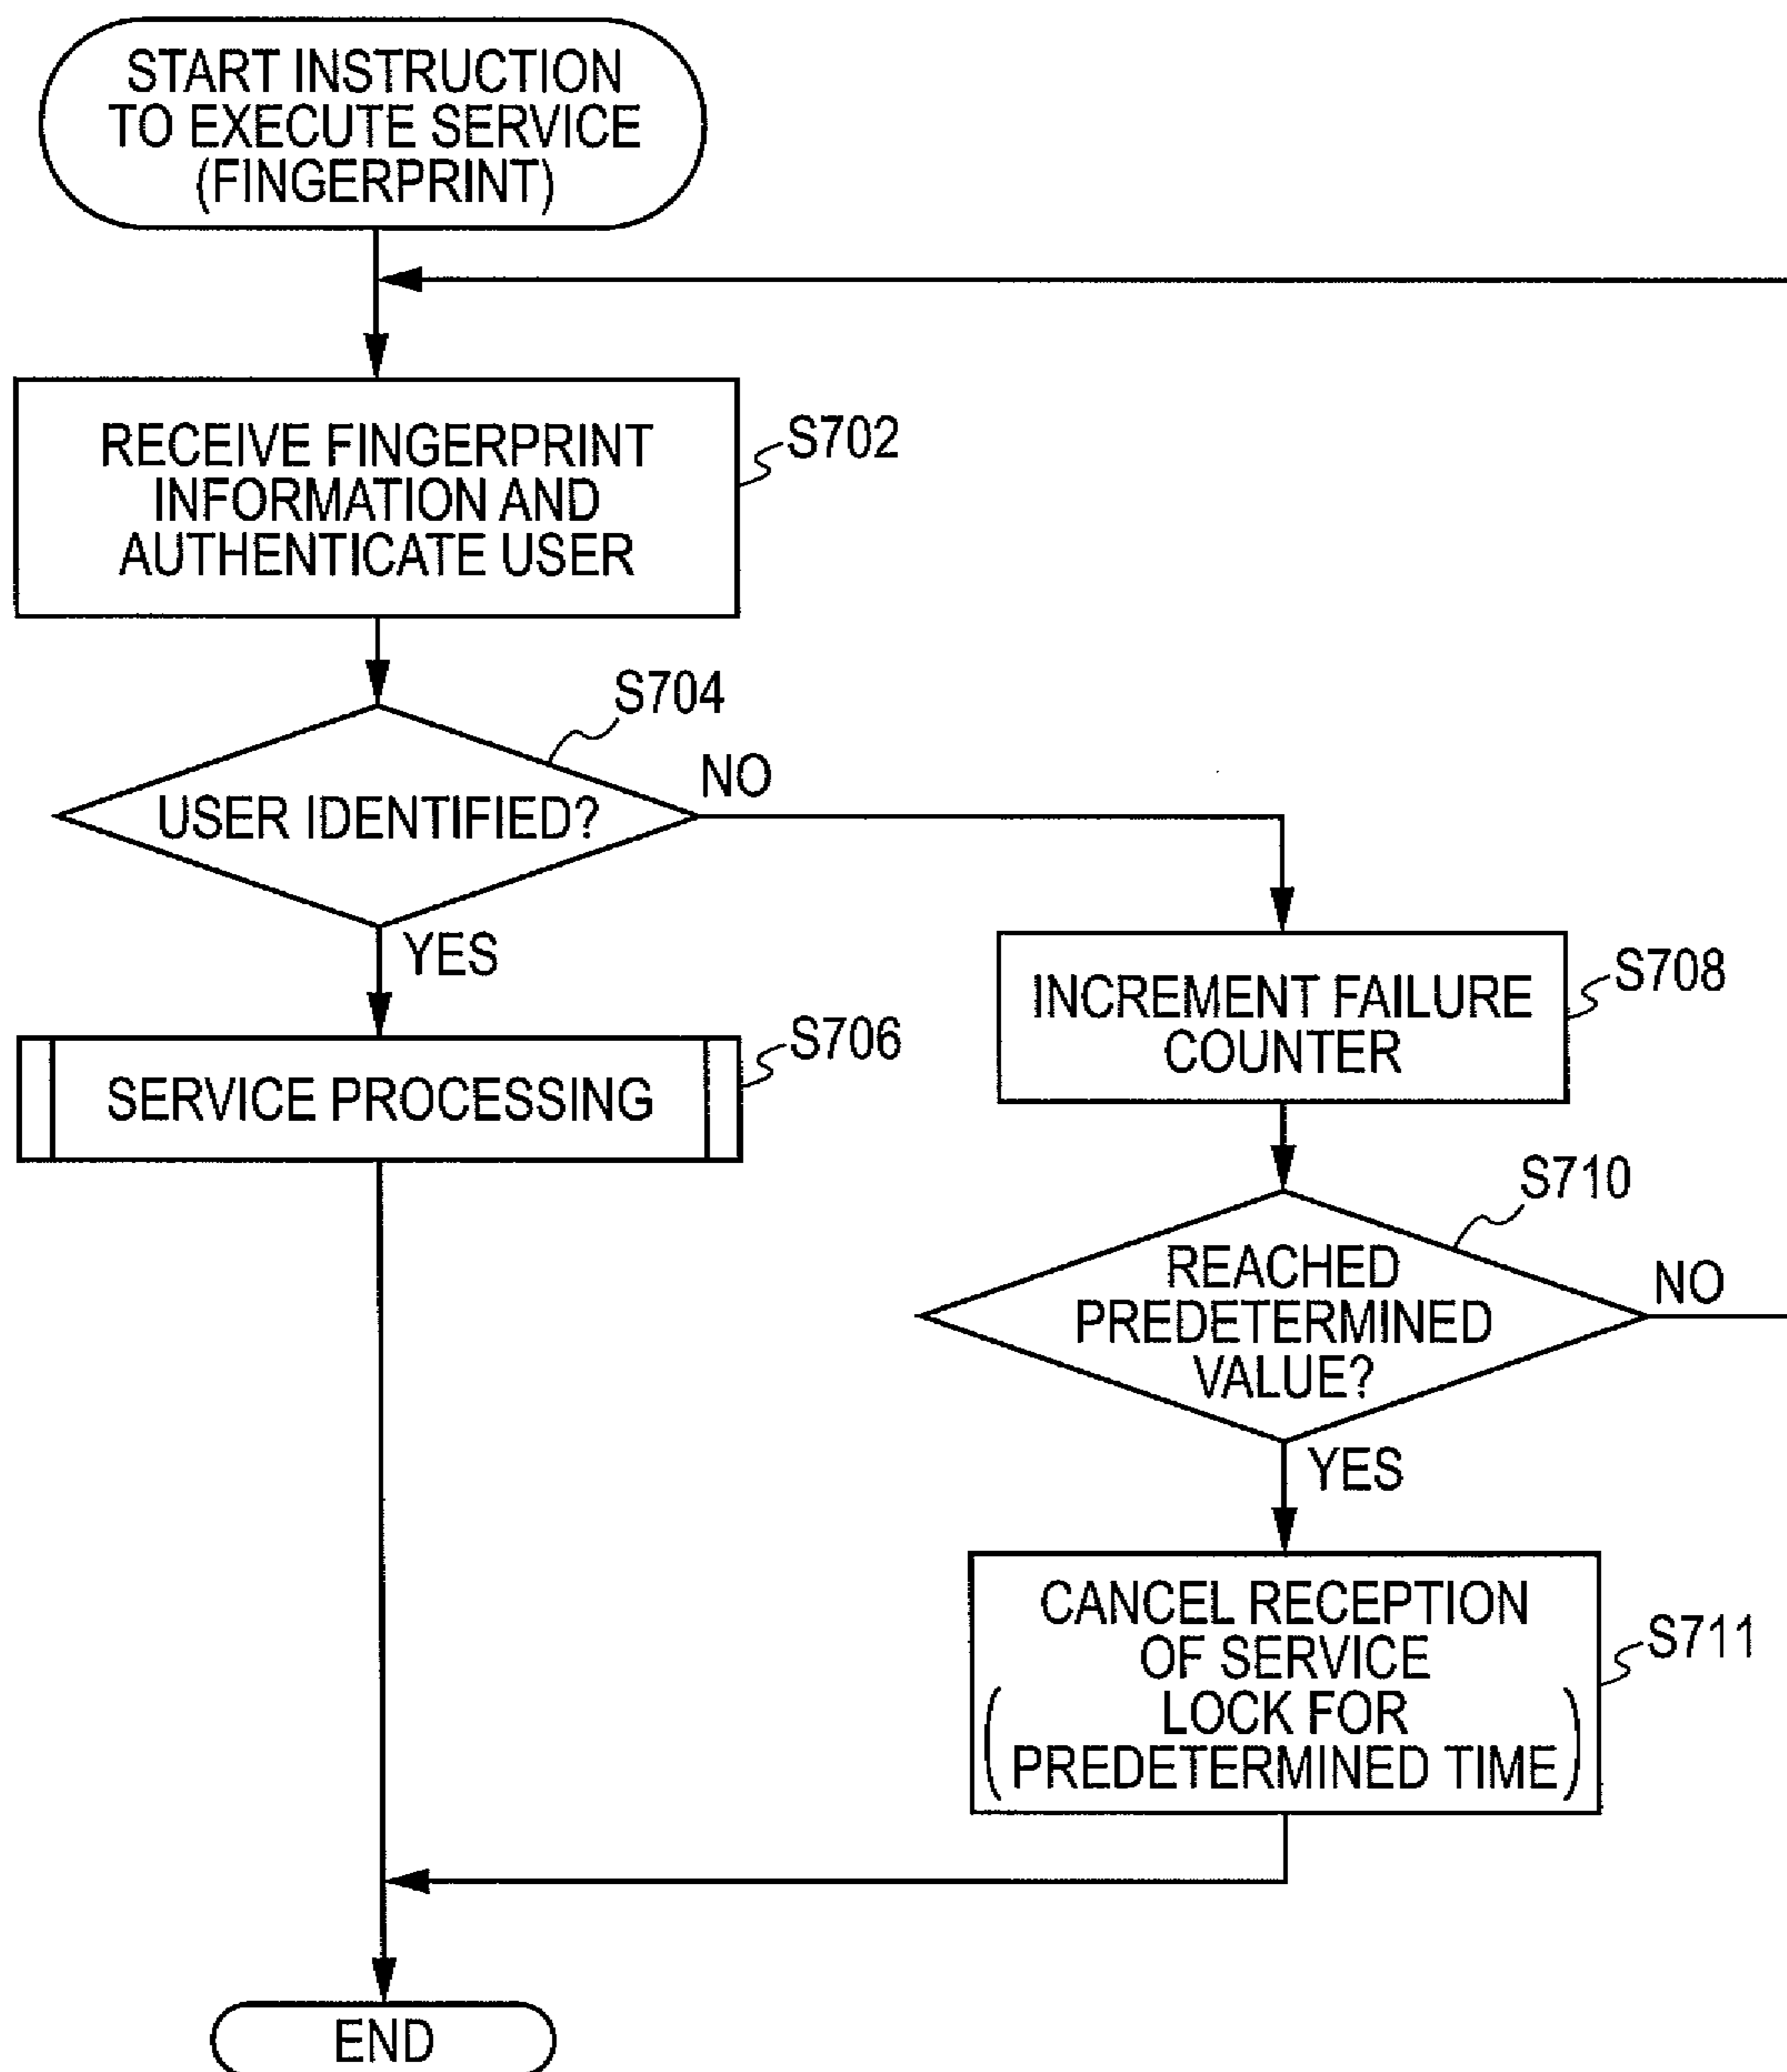 START INSTRUCTION
TO EXECUTE SERVICE
(FINGERPRINT)
RECEIVE FINGERPRINT
INFORMATION AND
AUTHENTICATE USER
S702
S704
USER IDENTIFIED?
NO
YES
SERVICE PROCESSING
S706
INCREMENT FAILURE
COUNTER
S708
S710
REACHED
PREDETERMINED
VALUE?
NO
YES
CANCEL RECEPTION
OF SERVICE
(LOCK FOR
PREDETERMINED TIME)
S711
END